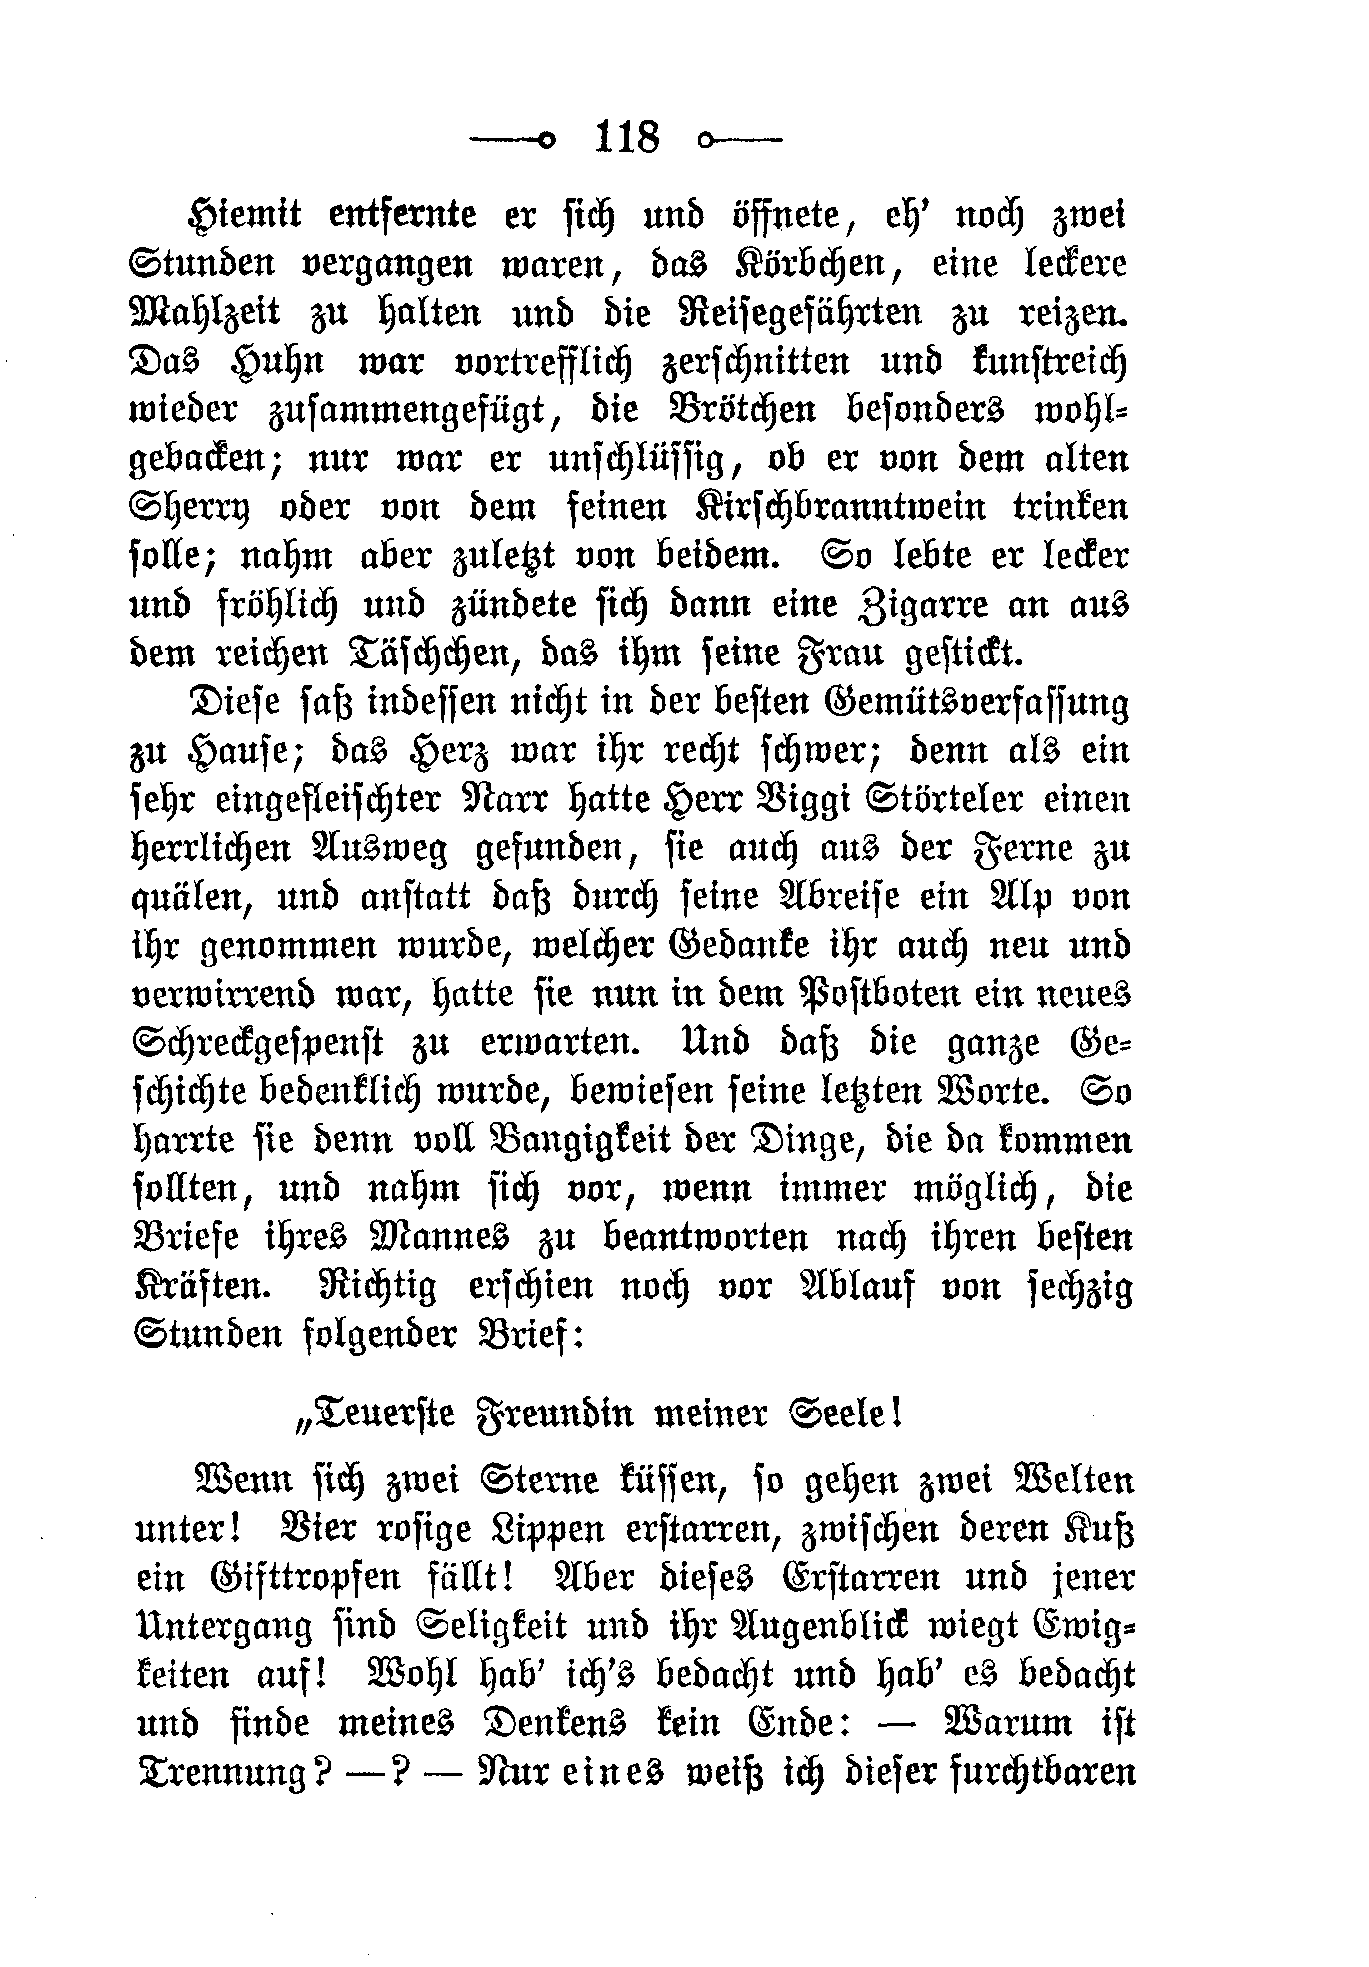 118
Hiemit entfernte er sich und öffnete, eh' noch zwei
Stunden vergangen waren, das Körbchen, eine leckere
Mahlzeit zu halten und die Reisegefährten zu reizen.
Das Huhn war vortrefflich zerschnitten und kunstreich
wieder zusammengefügt, die Brötchen besonders wohl-
gebacken; nur war er unschlüssig, ob er von dem alten
Sherry oder von dem feinen Kirschbranntwein trinken
solle; nahm aber zuletzt von beidem. So lebte er lecker
und fröhlich und zündete sich dann eine Zigarre an aus
dem reichen Täschchen, das ihm seine Frau gestickt.
Diese saß indessen nicht in der besten Gemütsverfassung
zu Hause; das Herz war ihr recht schwer; denn als ein
sehr eingefleischter Narr hatte Herr Viggi Störteler einen
herrlichen Ausweg gefunden, sie auch aus der Ferne zu
quälen, und anstatt daß durch seine Abreise ein Alp von
ihr genommen wurde, welcher Gedanke ihr auch neu und
verwirrend war, hatte sie nun in dem Postboten ein neues
Schreckgespenst zu erwarten. Und daß die ganze Ge-
schichte bedenklich wurde, bewiesen seine letzten Worte. So
harrte sie denn voll Bangigkeit der Dinge, die da kommen
sollten, und nahm sich vor, wenn immer möglich, die
Briefe ihres Mannes zu beantworten nach ihren besten
Kräften. Richtig erschien noch vor Ablauf von sechzig
Stunden folgender Brief:
„Teuerste Freundin meiner Seele!
Wenn sich zwei Sterne küssen, so gehen zwei Welten
unter! Vier rosige Lippen erstarren, zwischen deren Kuß
ein Gifttropfen fällt! Aber dieses Erstarren und jener
Untergang sind Seligkeit und ihr Augenblick wiegt Ewig-
keiten auf! Wohl hab' ich's bedacht und hab' es bedacht
und finde meines Denkens kein Ende: — Warum ist
Trennung? —? — Nur eines weiß ich dieser furchtbaren